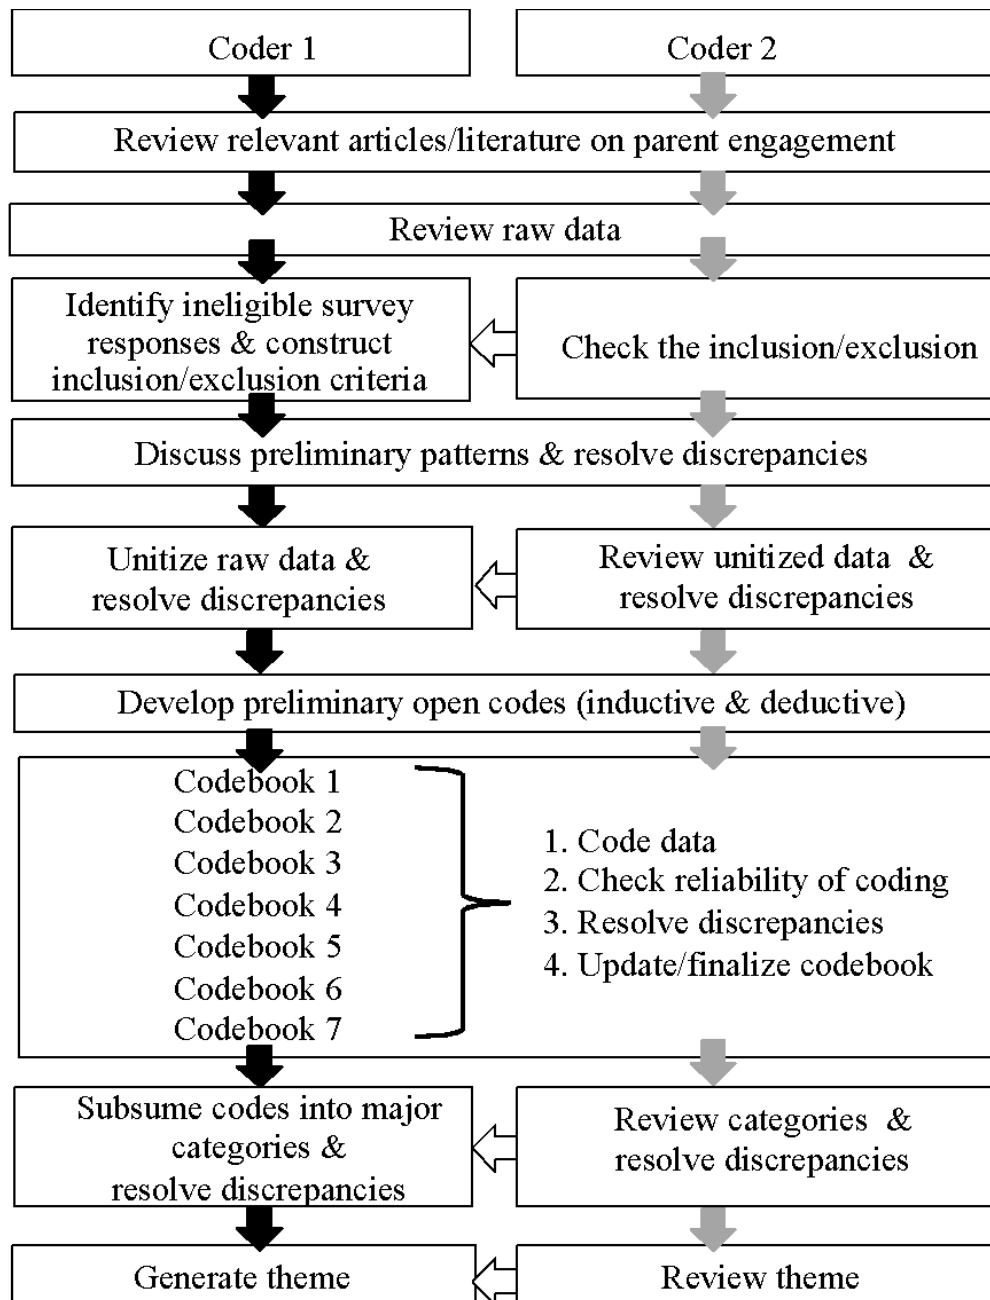 Coder 1
Coder 2
Review relevant articles/literature on parent engagement
Review raw data
Identify ineligible survey
responses & construct
inclusion/exclusion criteria
Check the inclusion/exclusion
Discuss preliminary patterns & resolve discrepancies
Unitize raw data &
resolve discrepancies
Review unitized data &
resolve discrepancies
Develop preliminary open codes (inductive & deductive)
Codebook 1
Codebook 2
Codebook 3
Codebook 4
Codebook 5
Codebook 6
Codebook 7
1. Code data
2. Check reliability of coding
3. Resolve discrepancies
4. Update/finalize codebook
Subsume codes into major
categories &
resolve discrepancies
Review categories &
resolve discrepancies
Generate theme
Review theme